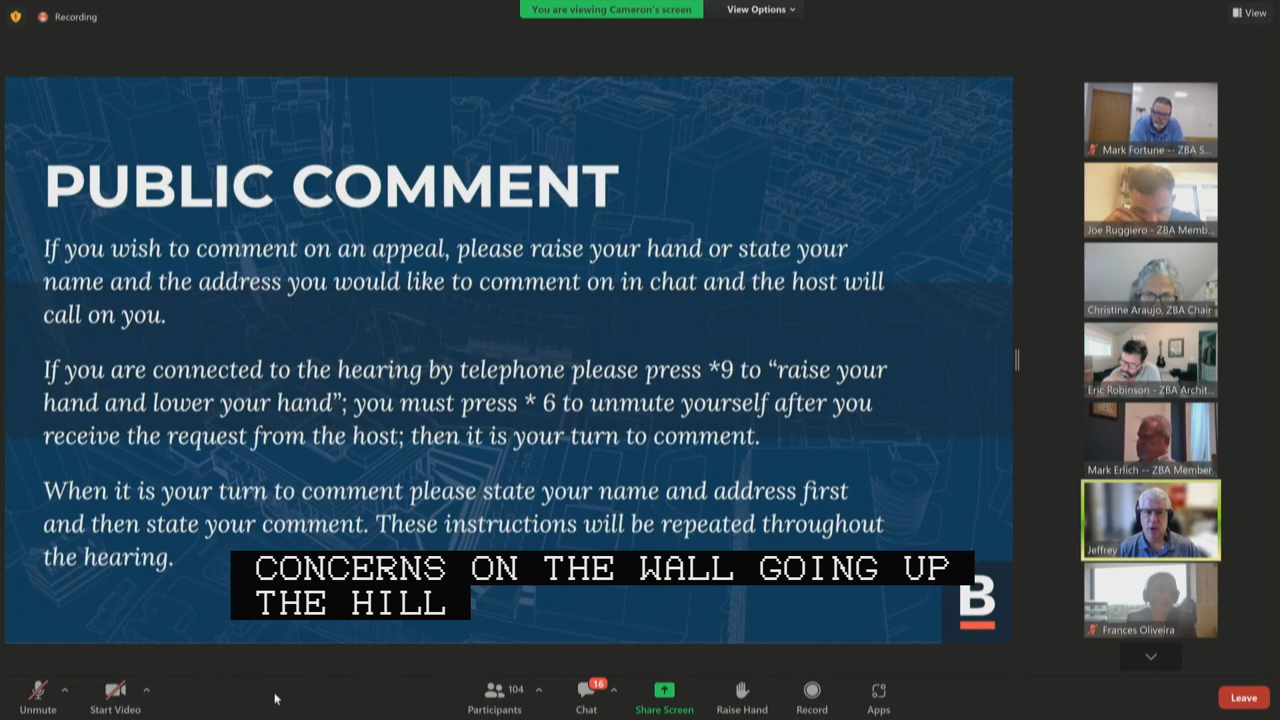 Recording
You are viewing Cameron's screen
View Options
View
PUBLIC COMMENT
If you wish to comment on an appeal, please raise your hand or state your
name and the address you would like to comment on in chat and the host will
call on you.
If you are connected to the hearing by telephone please press *9 to “raise your
hand and lower your hand”; you must press * 6 to unmute yourself after you
receive the request from the host; then it is your turn to comment.
When it is your turn to comment please state your name and address first
and then state your comment. These instructions will be repeated throughout
the hearing.
CONCERNS ON THE WALL GOING UP
THE HILL
B
Mark Fortune -- ZBA S...
Joe Ruggiero - ZBA Memb...
Christine Araujo, ZBA Chair
Eric Robinson - ZBA Archit...
Mark Erlich -- ZBA Member
Jeffrey
Frances Oliveira
Unmute
Start Video
104
Participants
16
Chat
Share Screen
Raise Hand
Record
Apps
Leave